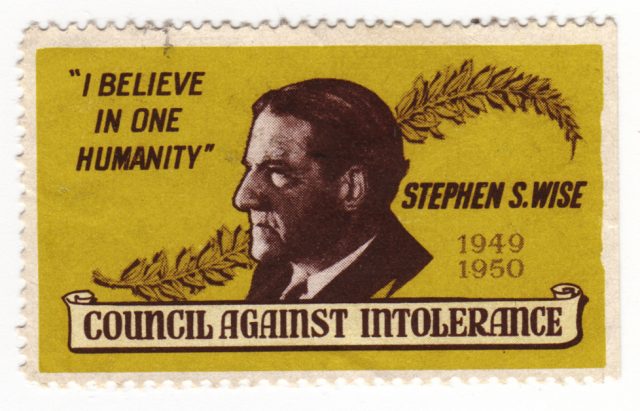 "I BELIEVE
IN ONE
HUMANITY"
STEPHEN S. WISE
1949
1950
COUNCIL AGAINST INTOLERANCE